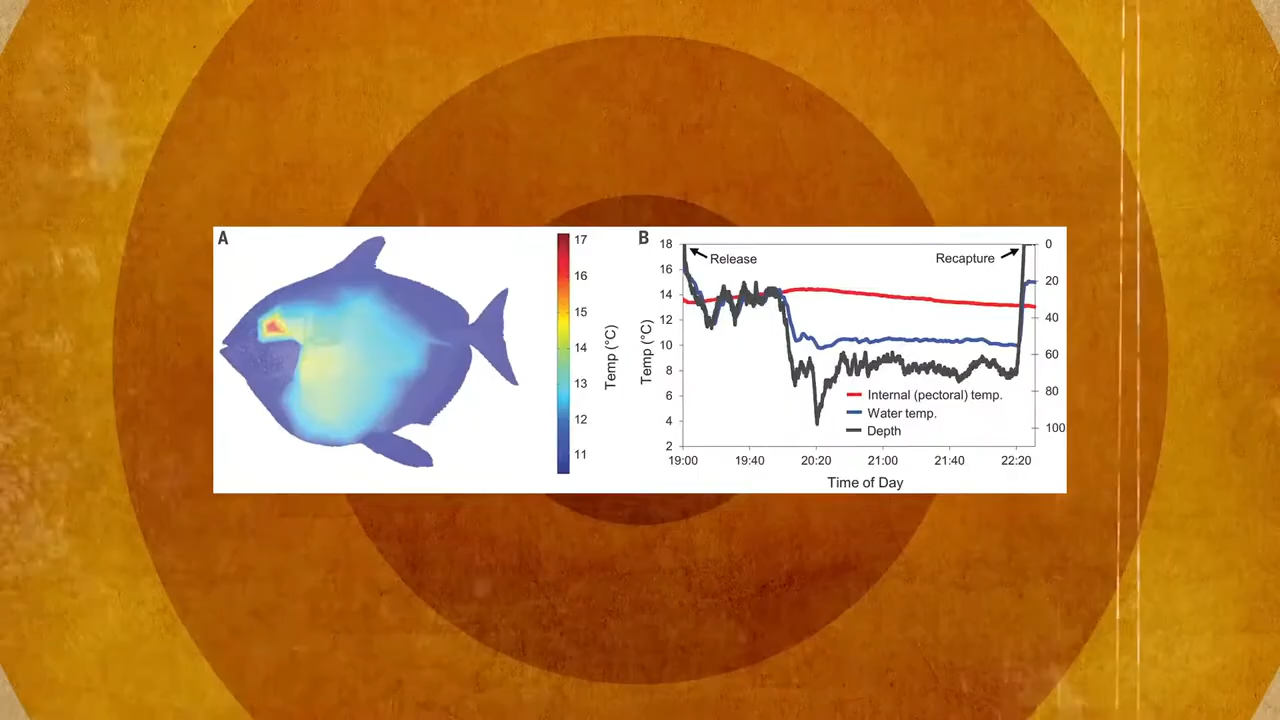 A
17
16
15
14
13
12
11
Temp (°C)
B
18
16
14
12
10
8
6
4
2
Temp (°C)
Release
Recapture
0
20
40
60
80
100
Internal (pectoral) temp.
Water temp.
Depth
19:00 19:40 20:20 21:00 21:40 22:20
Time of Day